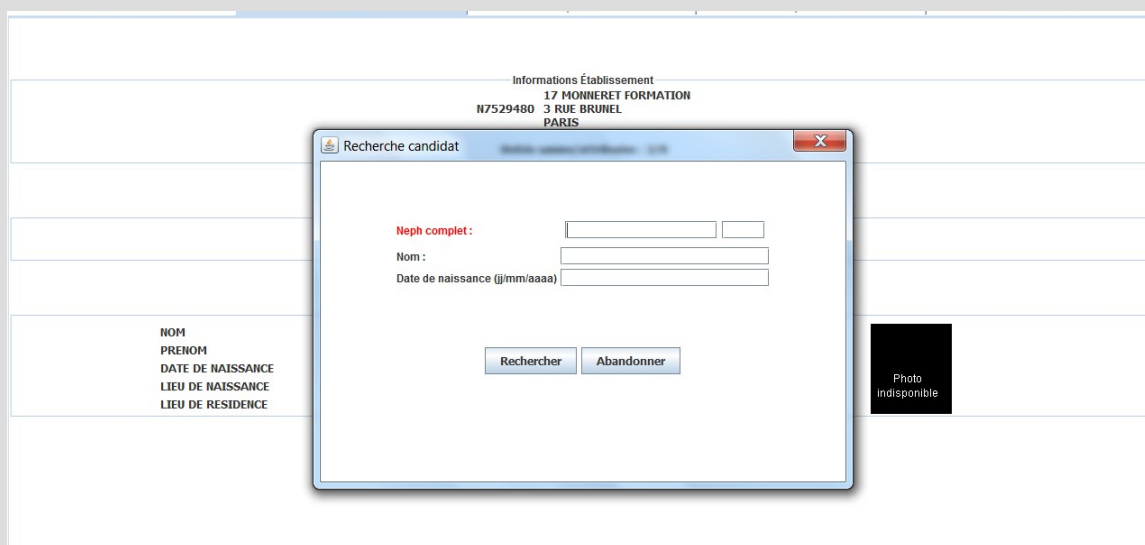 Informations Établissement
17 MONNERET FORMATION
N7529480 3 RUE BRUNEL
PARIS
Recherche candidat
X
Neph complet :
Nom :
Date de naissance (jj/mm/aaaa)
Rechercher Abandonner
NOM
PRENOM
DATE DE NAISSANCE
LIEU DE NAISSANCE
LIEU DE RESIDENCE
Photo
indisponible